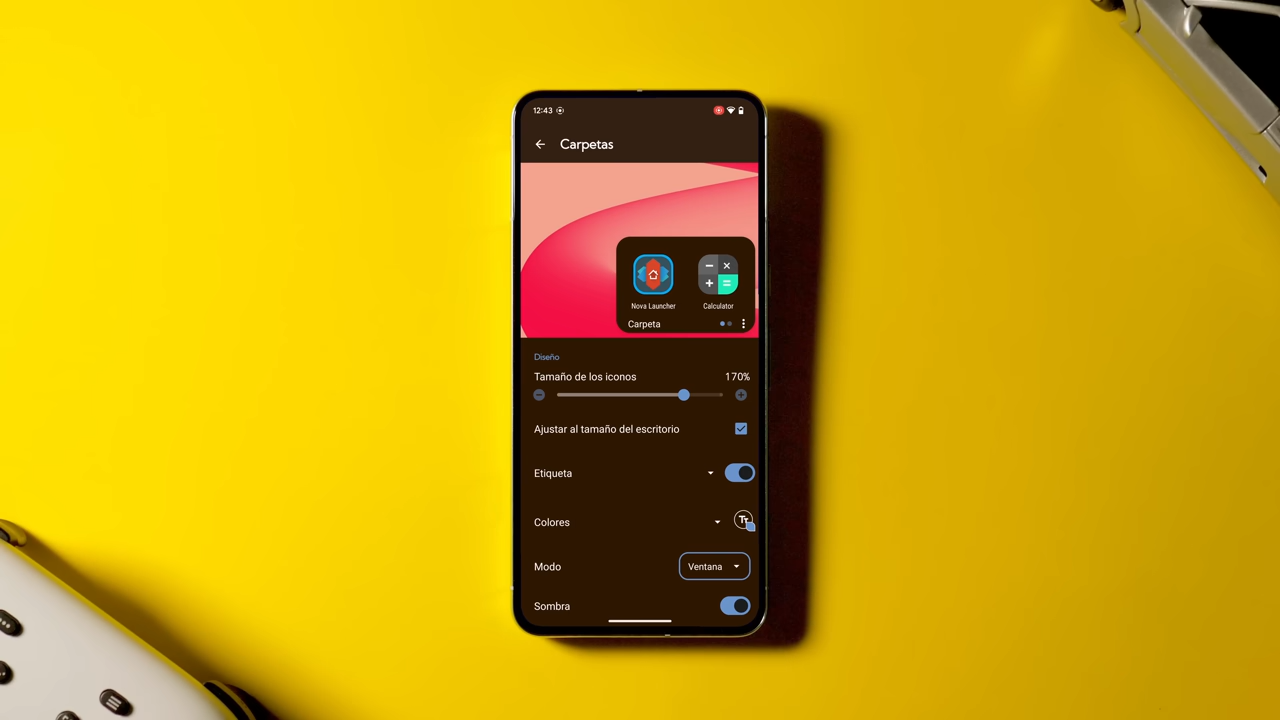 12:43
Carpetas
Nova Launcher
Calculator
Carpeta
Diseño
Tamaño de los iconos 170%
Ajustar al tamaño del escritorio
Etiqueta
Colores
Tt
Modo Ventana
Sombra